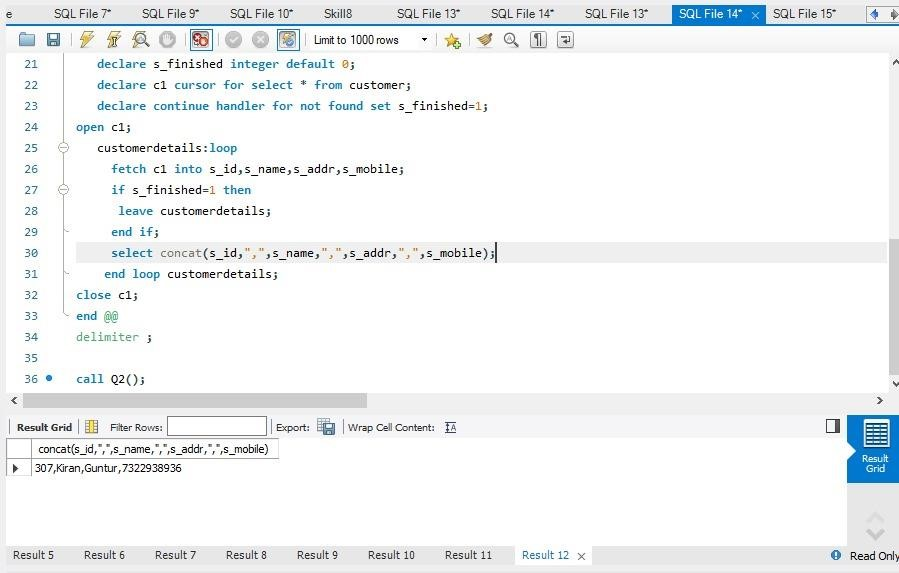 e SQL File 7* SQL File 9* SQL File 10* Skill8 SQL File 13* SQL File 14* SQL File 13* SQL File 14* × SQL File 15*
Limit to 1000 rows
21 declare s_finished integer default 0;
22 declare c1 cursor for select * from customer;
23 declare continue handler for not found set s_finished=1;
24 open c1;
25 customerdetails:loop
26 fetch c1 into s_id,s_name,s_addr,s_mobile;
27 if s_finished=1 then
28 leave customerdetails;
29 end if;
30 select concat(s_id,",",s_name,",",s_addr,",",s_mobile);
31 end loop customerdetails;
32 close c1;
33 end @@
34 delimiter ;
35
36 call Q2();
Result Grid Filter Rows: Export: Wrap Cell Content: IA
concat(s_id,",",s_name,",",s_addr,",",s_mobile)
307,Kiran,Guntur,7322938936
Result
Grid
Result 5 Result 6 Result 7 Result 8 Result 9 Result 10 Result 11 Result 12 × Read Only